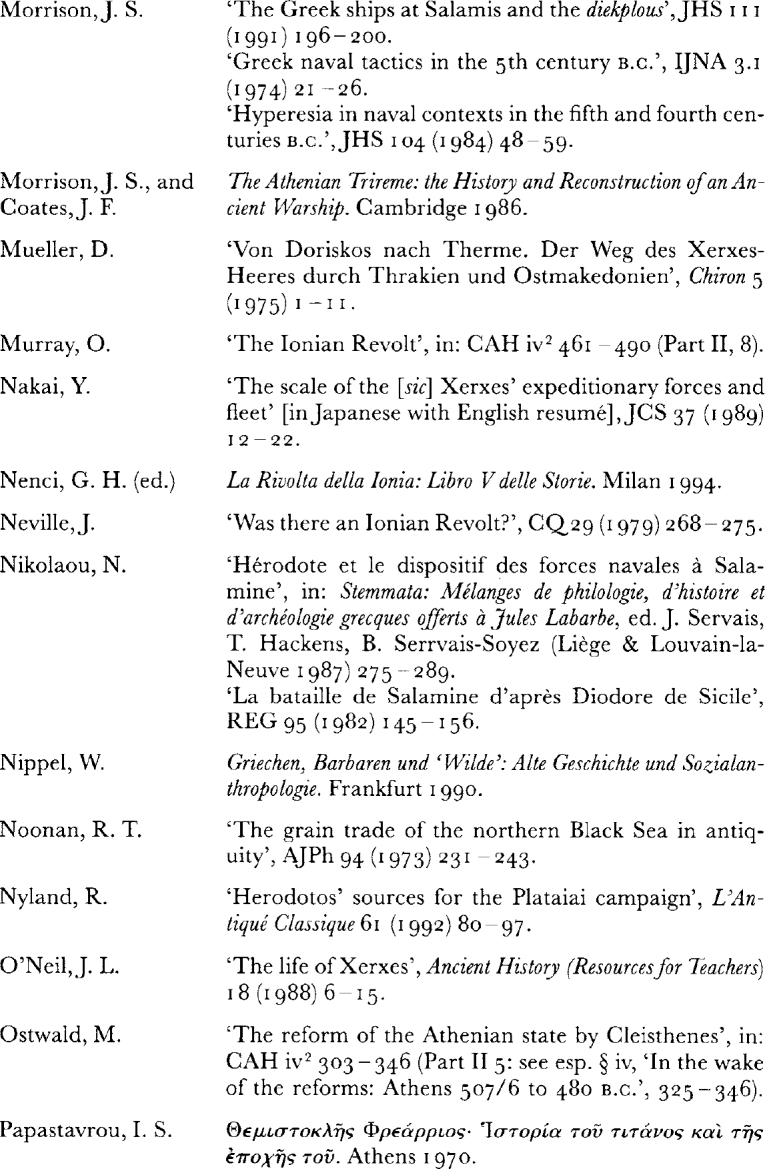 Morrison, J. S. ‘The Greek ships at Salamis and the diekplous’, JHS 111
(1991) 196–200.
‘Greek naval tactics in the 5th century B.C.’, IJNA 3.1
(1974) 21–26.
‘Hyperesia in naval contexts in the fifth and fourth cen-
turies B.C.’, JHS 104 (1984) 48–59.
Morrison, J. S., and The Athenian Trireme: the History and Reconstruction of an An-
Coates, J. F. cient Warship. Cambridge 1986.
Mueller, D. ‘Von Doriskos nach Therme. Der Weg des Xerxes-
Heeres durch Thrakien und Ostmakedonien’, Chiron 5
(1975) 1–11.
Murray, O. ‘The Ionian Revolt’, in: CAH iv² 461–490 (Part II, 8).
Nakai, Y. ‘The scale of the [sic] Xerxes’ expeditionary forces and
fleet’ [in Japanese with English resumé], JCS 37 (1989)
12–22.
Nenci, G. H. (ed.) La Rivolta della Ionia: Libro V delle Storie. Milan 1994.
Neville, J. ‘Was there an Ionian Revolt?’, CQ 29 (1979) 268–275.
Nikolaou, N. ‘Hérodote et le dispositif des forces navales à Sala-
mine’, in: Stemmata: Mélanges de philologie, d’histoire et
d’archéologie grecques offerts à Jules Labarbe, ed. J. Servais,
T. Hackens, B. Serrvais-Soyez (Liège & Louvain-la-
Neuve 1987) 275–289.
‘La bataille de Salamine d’après Diodore de Sicile’,
REG 95 (1982) 145–156.
Nippel, W. Griechen, Barbaren und ‘Wilde’: Alte Geschichte und Sozialan-
thropologie. Frankfurt 1990.
Noonan, R. T. ‘The grain trade of the northern Black Sea in antiq-
uity’, AJPh 94 (1973) 231–243.
Nyland, R. ‘Herodotos’ sources for the Plataiai campaign’, L’An-
tiqué Classique 61 (1992) 80–97.
O’Neil, J. L. ‘The life of Xerxes’, Ancient History (Resources for Teachers)
18 (1988) 6–15.
Ostwald, M. ‘The reform of the Athenian state by Cleisthenes’, in:
CAH iv² 303–346 (Part II 5: see esp. § iv, ‘In the wake
of the reforms: Athens 507/6 to 480 B.C.’, 325–346).
Papastavrou, I. S. Θεμιστοκλῆς Φρεάρριος· Ἱστορία τοῦ τιτάνος καὶ τῆς
ἐποχῆς τοῦ. Athens 1970.